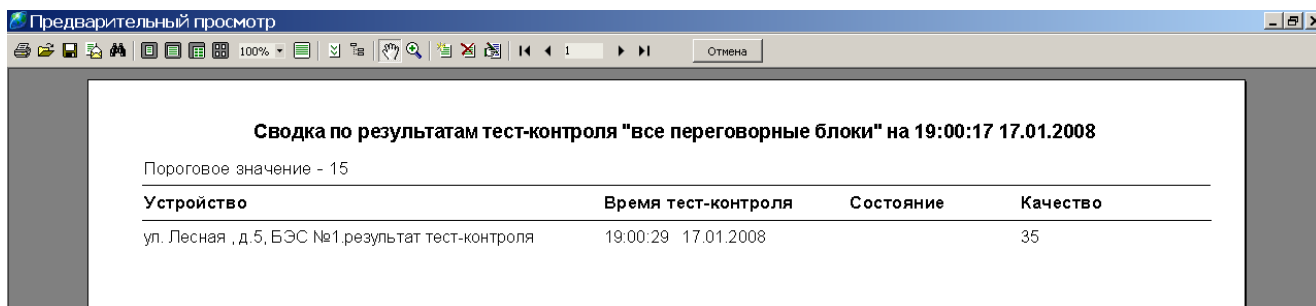 Предварительный просмотр
100% 1 Отмена
Сводка по результатам тест-контроля "все переговорные блоки" на 19:00:17 17.01.2008
Пороговое значение - 15
Устройство Время тест-контроля Состояние Качество
ул. Лесная , д.5, БЭС №1.результат тест-контроля 19:00:29 17.01.2008 35